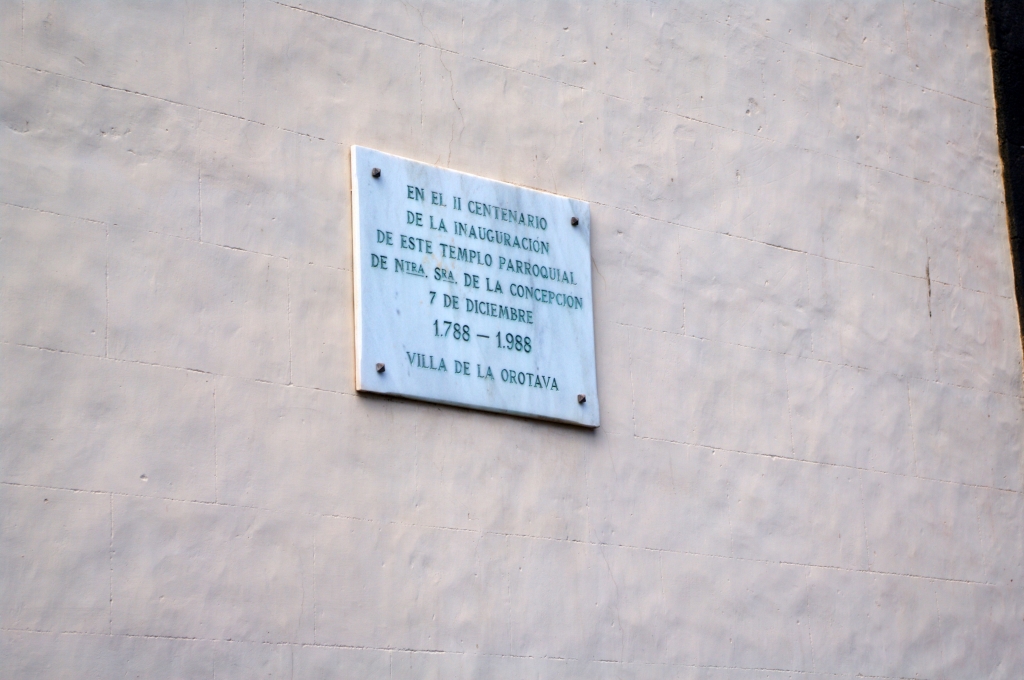 EN EL II CENTENARIO
DE LA INAUGURACIÓN
DE ESTE TEMPLO PARROQUIAL
DE NTRA. SRA. DE LA CONCEPCION
7 DE DICIEMBRE
1.788 — 1.988
VILLA DE LA OROTAVA